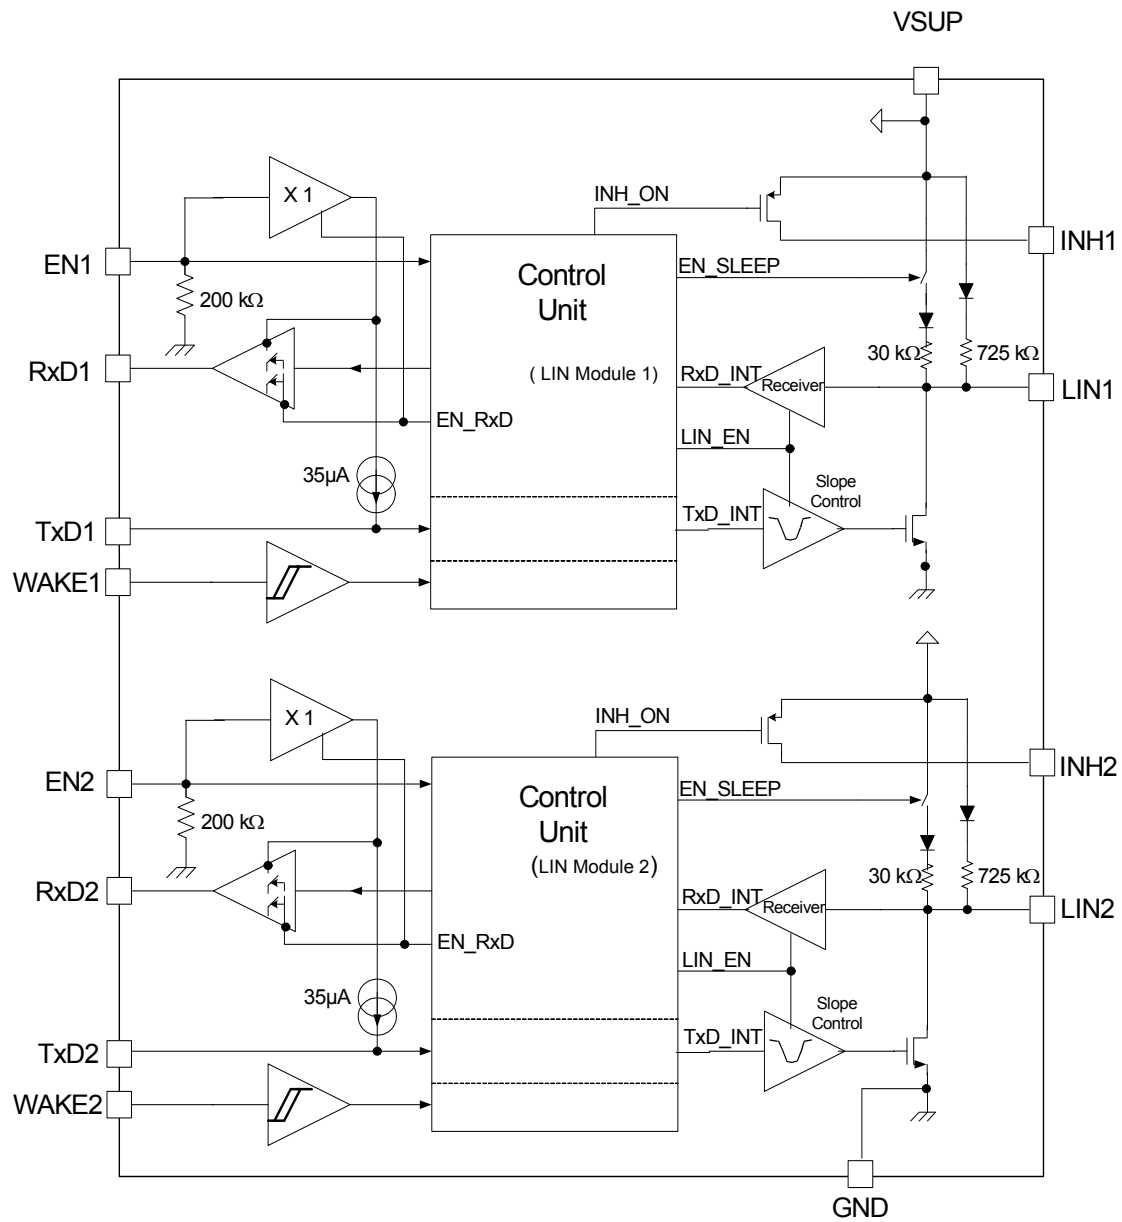 VSUP
X 1
INH_ON
INH1
EN1
Control
Unit
EN_SLEEP
200 kΩ
30 kΩ
725 kΩ
RxD1
( LIN Module 1)
RxD_INT
Receiver
LIN1
EN_RxD
LIN_EN
35µA
Slope
Control
TxD1
TxD_INT
WAKE1
X 1
INH_ON
INH2
EN2
Control
Unit
EN_SLEEP
200 kΩ
30 kΩ
725 kΩ
RxD2
(LIN Module 2)
RxD_INT
Receiver
LIN2
EN_RxD
LIN_EN
35µA
Slope
Control
TxD2
TxD_INT
WAKE2
GND